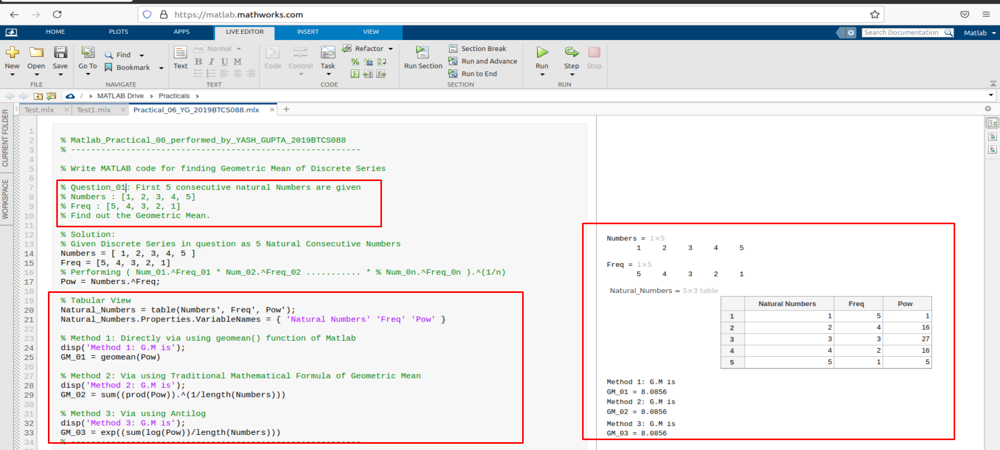 https://matlab.mathworks.com
HOME PLOTS APPS LIVE EDITOR INSERT VIEW Search Documentation Matlab
New Open Save
FILE
Go To Find
Bookmark
NAVIGATE
Text Aa Normal
B I U M
TEXT
Code Control Task Refactor
CODE
Run Section Section Break
Run and Advance
Run to End
SECTION
Run Step Stop
RUN
/ MATLAB Drive Practicals
Test.mlx Test1.mlx Practical_06_YG_2019BTCS088.mlx
CURRENT FOLDER
WORKSPACE
1
2 % Matlab_Practical_06_performed_by_YASH_GUPTA_2019BTCS088
3 % ----------------------------------------------------------
4
5 % Write MATLAB code for finding Geometric Mean of Discrete Series
6
7 % Question_01: First 5 consecutive natural Numbers are given
8 % Numbers : [1, 2, 3, 4, 5]
9 % Freq : [5, 4, 3, 2, 1]
10 % Find out the Geometric Mean.
11
12 % Solution:
13 % Given Discrete Series in question as 5 Natural Consecutive Numbers
14 Numbers = [ 1, 2, 3, 4, 5 ]
15 Freq = [5, 4, 3, 2, 1]
16 % Performing ( Num_01.^Freq_01 * Num_02.^Freq_02 ........... * % Num_0n.^Freq_0n ).^(1/n)
17 Pow = Numbers.^Freq;
18
19 % Tabular View
20 Natural_Numbers = table(Numbers', Freq', Pow');
21 Natural_Numbers.Properties.VariableNames = { 'Natural Numbers' 'Freq' 'Pow' }
22
23 % Method 1: Directly via using geomean() function of Matlab
24 disp('Method 1: G.M is');
25 GM_01 = geomean(Pow)
26
27 % Method 2: Via using Traditional Mathematical Formula of Geometric Mean
28 disp('Method 2: G.M is');
29 GM_02 = sum((prod(Pow)).^(1/length(Numbers)))
30
31 % Method 3: Via using Antilog
32 disp('Method 3: G.M is');
33 GM_03 = exp((sum(log(Pow))/length(Numbers)))
34 % ----------------------------------------------------------
Numbers = 1×5
1 2 3 4 5
Freq = 1×5
5 4 3 2 1
Natural_Numbers = 5×3 table
Natural Numbers Freq Pow
1 1 5 1
2 2 4 16
3 3 3 27
4 4 2 16
5 5 1 5
Method 1: G.M is
GM_01 = 8.0856
Method 2: G.M is
GM_02 = 8.0856
Method 3: G.M is
GM_03 = 8.0856